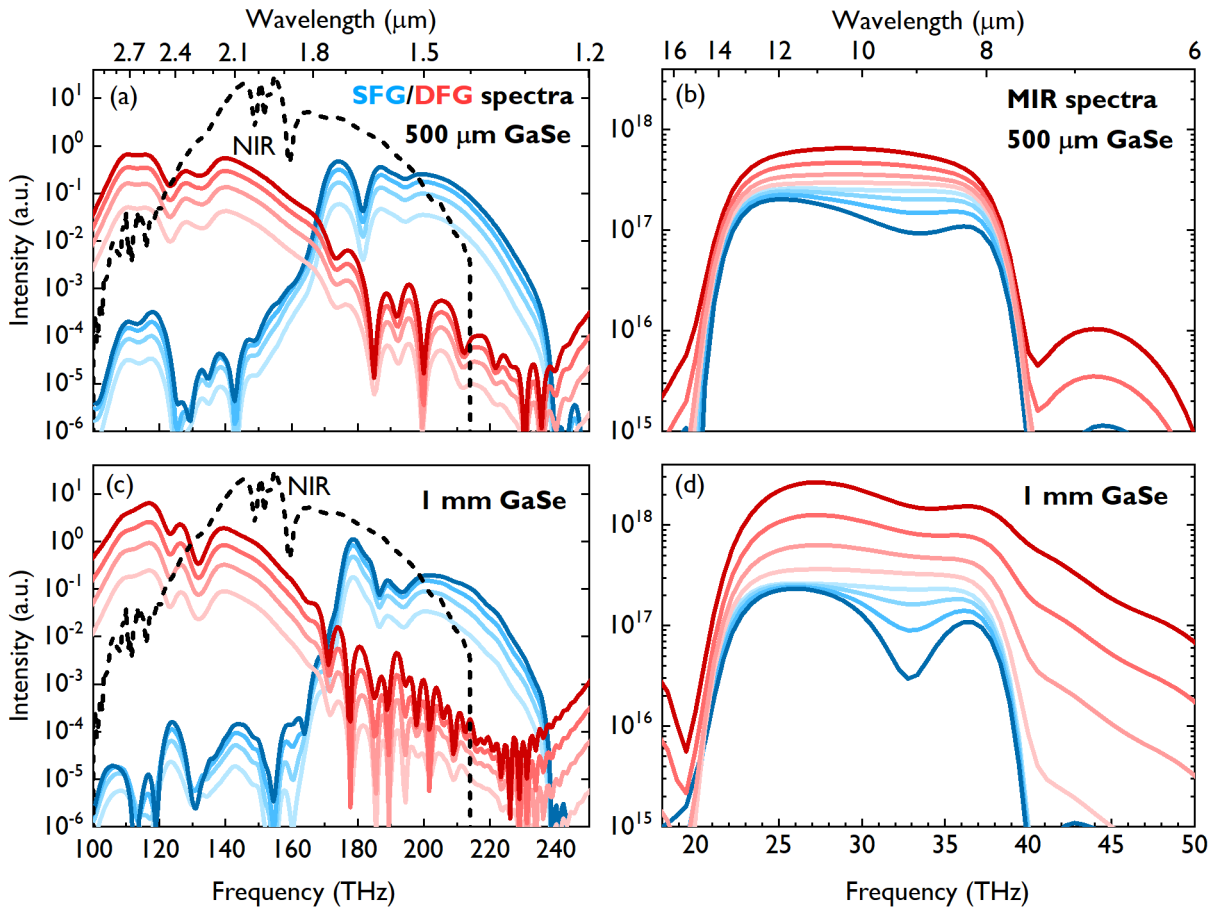 Wavelength (μm)
2.7 2.4 2.1 1.8 1.5 1.2
(a)
SFG/DFG spectra
500 μm GaSe
NIR
Intensity (a.u.)
10¹
10⁰
10⁻¹
10⁻²
10⁻³
10⁻⁴
10⁻⁵
10⁻⁶
Wavelength (μm)
16 14 12 10 8 6
(b)
MIR spectra
500 μm GaSe
10¹⁸
10¹⁷
10¹⁶
10¹⁵
(c)
NIR
1 mm GaSe
Intensity (a.u.)
10¹
10⁰
10⁻¹
10⁻²
10⁻³
10⁻⁴
10⁻⁵
10⁻⁶
100 120 140 160 180 200 220 240
Frequency (THz)
(d)
1 mm GaSe
10¹⁸
10¹⁷
10¹⁶
10¹⁵
20 25 30 35 40 45 50
Frequency (THz)